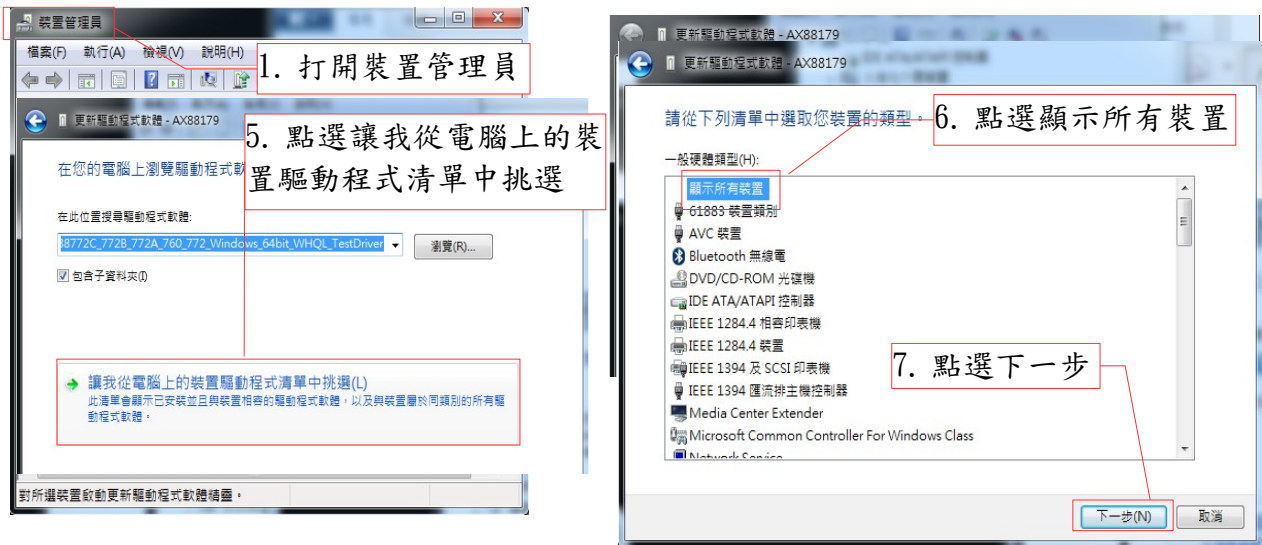 裝置管理員
檔案(F) 執行(A) 檢視(V) 說明(H)
1. 打開裝置管理員
更新驅動程式軟體 - AX88179
5. 點選讓我從電腦上的裝
置驅動程式清單中挑選
在您的電腦上瀏覽驅動程式軟
在此位置搜尋驅動程式軟體:
38772C_772B_772A_760_772_Windows_64bit_WHQL_TestDriver
瀏覽(R)...
包含子資料夾(I)
讓我從電腦上的裝置驅動程式清單中挑選(L)
此清單會顯示已安裝並且與裝置相容的驅動程式軟體，以及與裝置屬於同類別的所有驅
動程式軟體。
對所選裝置啟動更新驅動程式軟體精靈。
更新驅動程式軟體 - AX88179
更新驅動程式軟體 - AX88179
請從下列清單中選取您裝置的類型。
6. 點選顯示所有裝置
一般硬體類型(H):
顯示所有裝置
61883 裝置類別
AVC 裝置
Bluetooth 無線電
DVD/CD-ROM 光碟機
IDE ATA/ATAPI 控制器
IEEE 1284.4 相容印表機
IEEE 1284.4 裝置
IEEE 1394 及 SCSI 印表機
IEEE 1394 匯流排主機控制器
Media Center Extender
Microsoft Common Controller For Windows Class
Network Service
7. 點選下一步
下一步(N)
取消